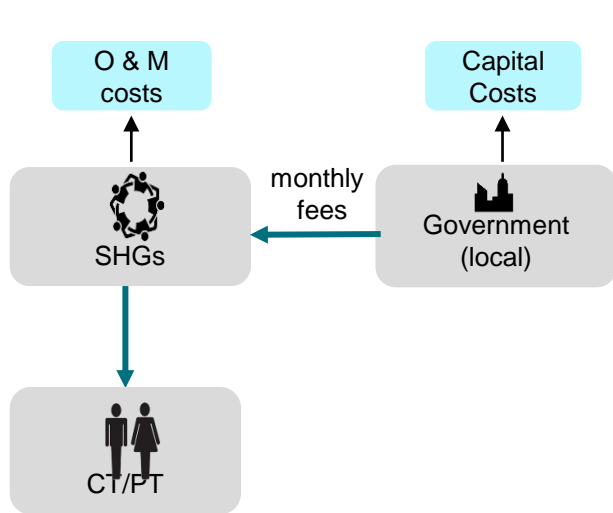 O & M
costs
Capital
Costs
monthly
fees
SHGs
Government
(local)
CT/PT